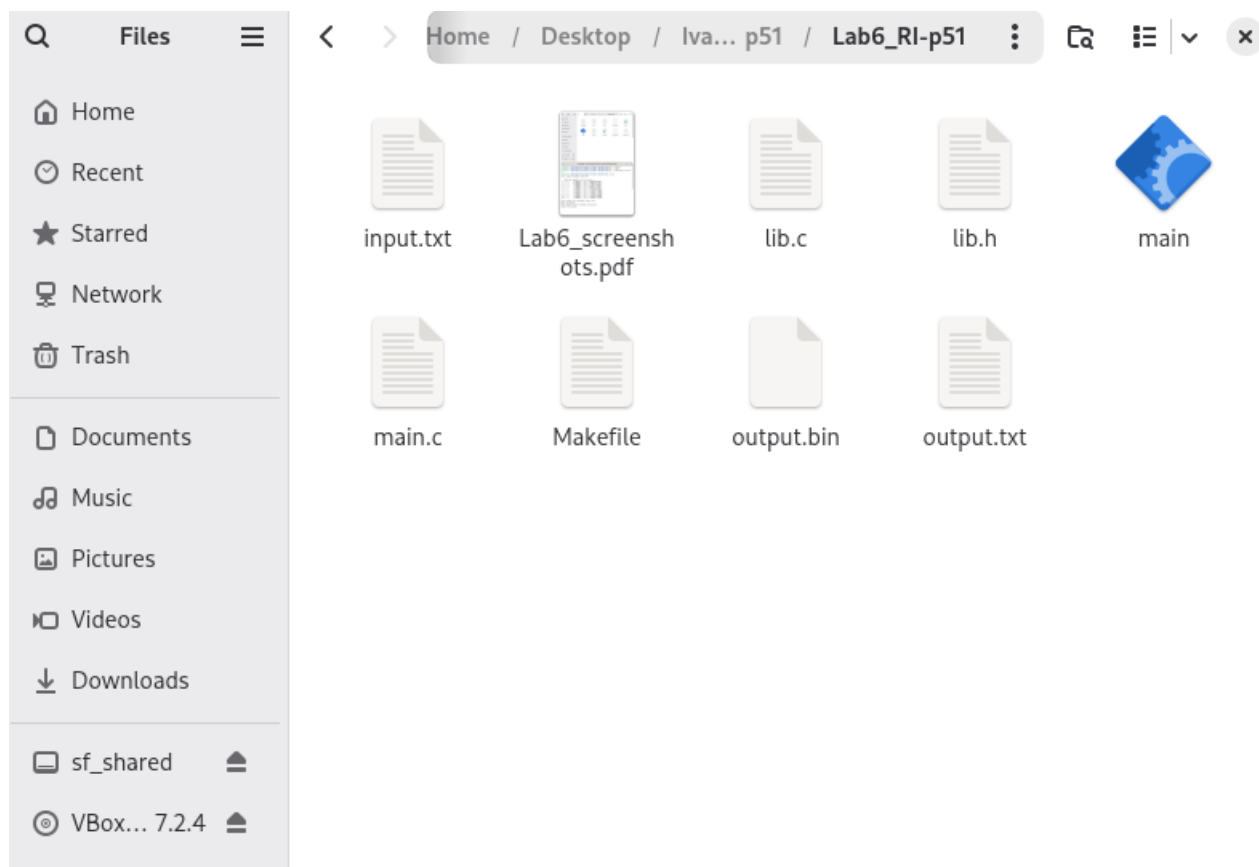 Files
Home / Desktop / Iva... p51 / Lab6_RI-p51
Home
Recent
Starred
Network
Trash
Documents
Music
Pictures
Videos
Downloads
sf_shared
VBox... 7.2.4
input.txt
Lab6_screensh
ots.pdf
lib.c
lib.h
main
main.c
Makefile
output.bin
output.txt